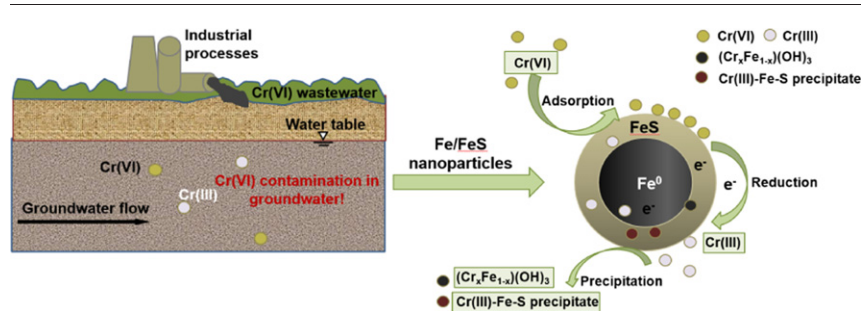 Industrial
processes
Cr(VI) wastewater
Water table
Cr(VI)
Cr(III)
Cr(VI) contamination in
groundwater!
Groundwater flow
Fe/FeS
nanoparticles
Cr(VI)
Adsorption
Cr(VI) Cr(III)
(CrₓFe₁₋ₓ)(OH)₃
Cr(III)-Fe-S precipitate
FeS
Fe⁰
e⁻
e⁻
e⁻
Reduction
Cr(III)
Precipitation
(CrₓFe₁₋ₓ)(OH)₃
Cr(III)-Fe-S precipitate